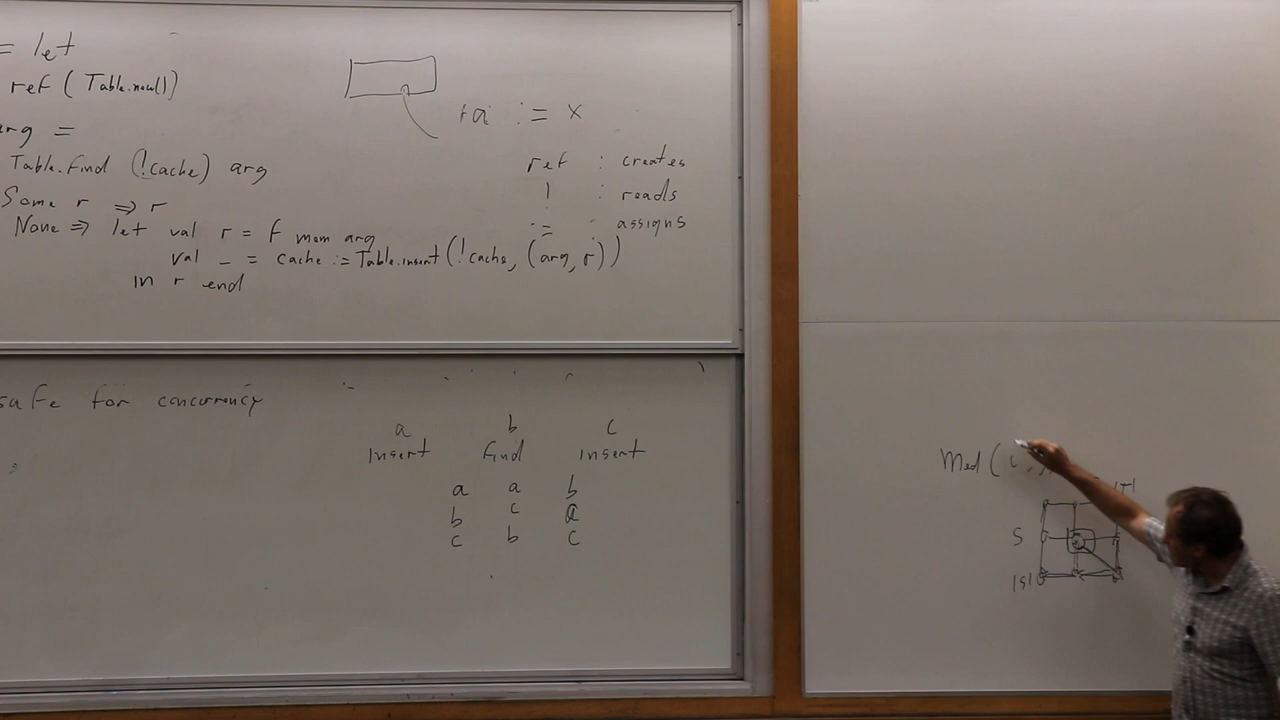 = let
ref (Table.new())
arg =
Table.find (!cache) arg
Some r => r
None => let val r = f mem arg
val _ = cache := Table.insert(!cache, (arg, r))
in r end
:= x
ref : creates
! : reads
:= : assigns
safe for concurrency
a b c
insert find insert
a a b
b c a
c b c
Med (i,
S
|S|